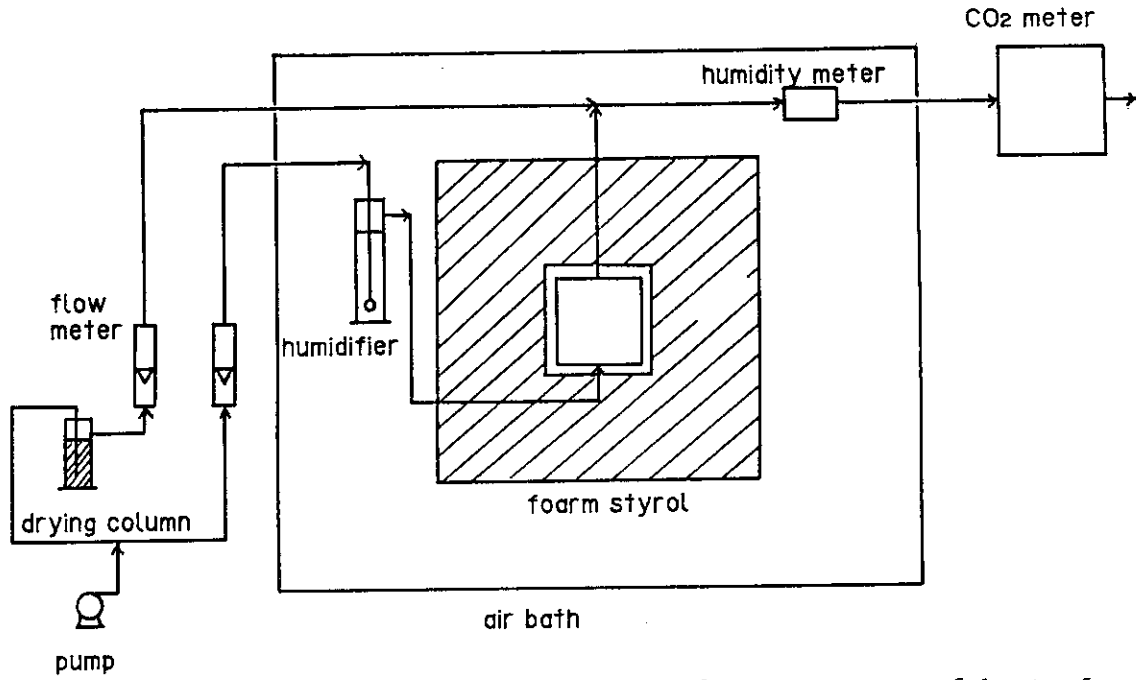 CO2 meter
humidity meter
flow
meter
humidifier
foarm styrol
drying column
air bath
pump